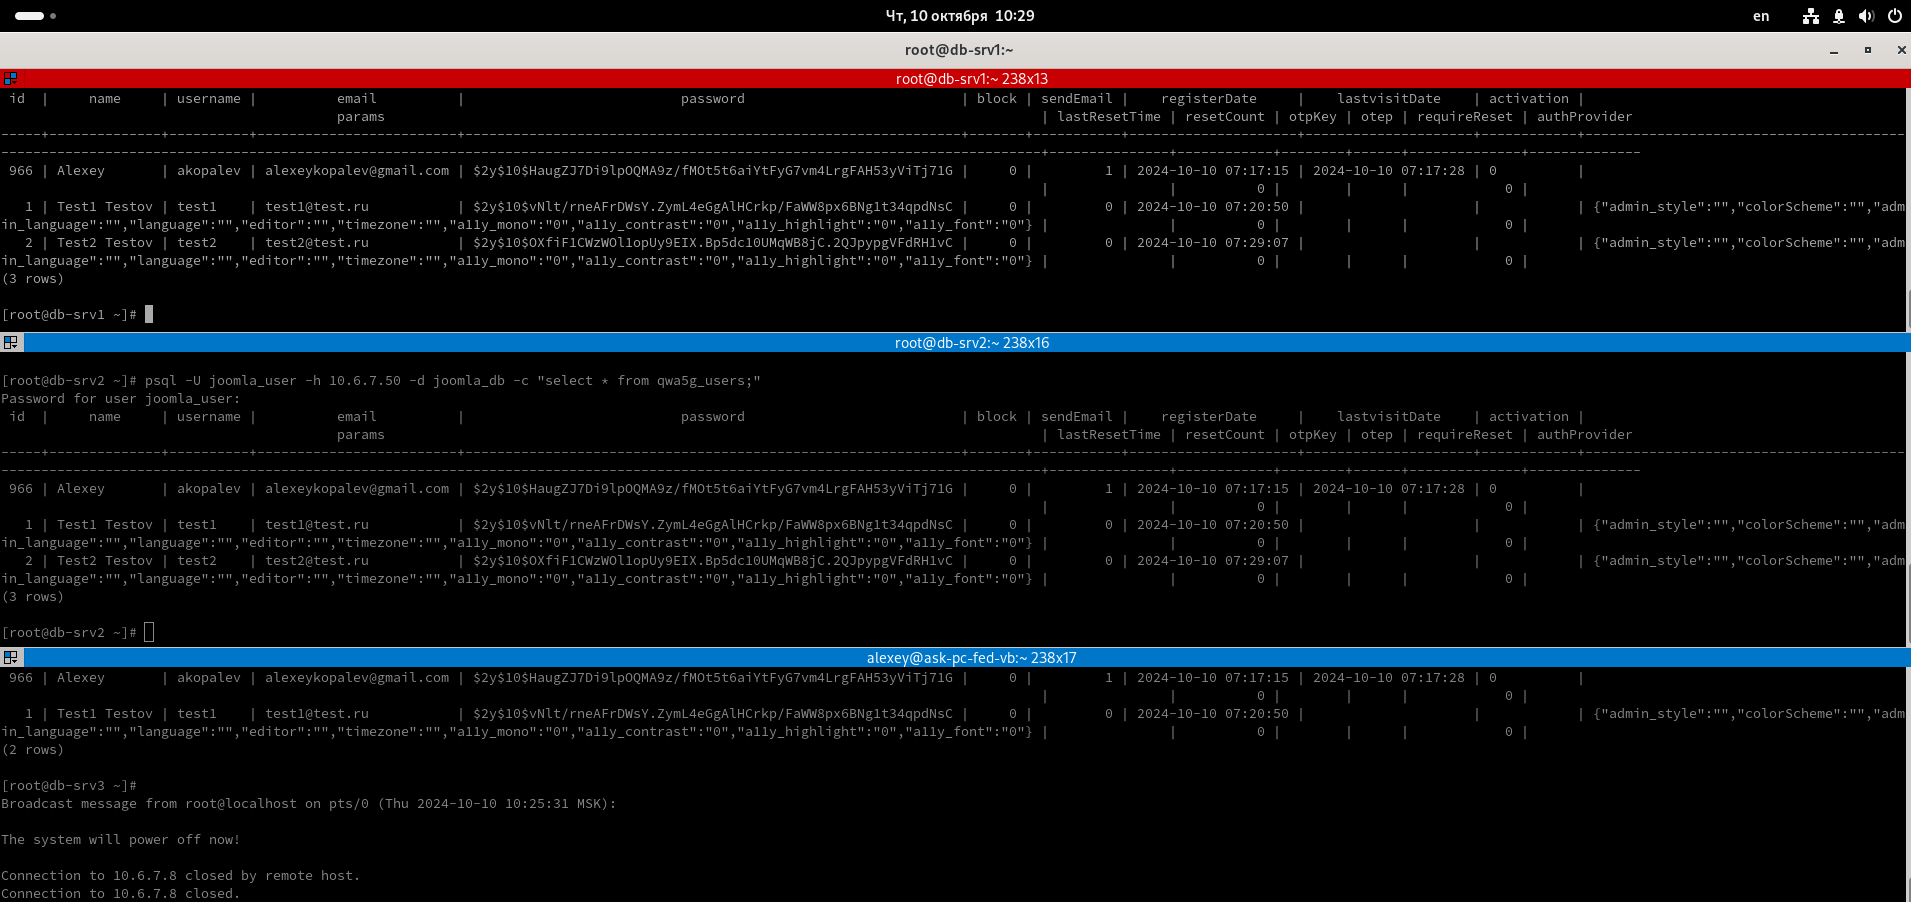 Чт, 10 октября 10:29
en
root@db-srv1:~
root@db-srv1:~ 238x13
 id | name | username | email | password | block | sendEmail | registerDate | lastvisitDate | activation |
 params | lastResetTime | resetCount | otpKey | otep | requireReset | authProvider
-----+--------------+----------+-------------------------+--------------------------------------------------------------+-------+-----------+---------------------+---------------------+------------+
+---------------+------------+--------+------+--------------+--------------
 966 | Alexey | akopalev | alexeykopalev@gmail.com | $2y$10$HaugZJ7Di9lpOQMA9z/fMOt5t6aiYtFyG7vm4LrgFAH53yViTj71G | 0 | 1 | 2024-10-10 07:17:15 | 2024-10-10 07:17:28 | 0 |
 | | 0 | | | 0 |
 1 | Test1 Testov | test1 | test1@test.ru | $2y$10$vNlt/rneAFrDWsY.ZymL4eGgAlHCrkp/FaWW8px6BNg1t34qpdNsC | 0 | 0 | 2024-10-10 07:20:50 | | | {"admin_style":"","colorScheme":"","adm
in_language":"","language":"","editor":"","timezone":"","a11y_mono":"0","a11y_contrast":"0","a11y_highlight":"0","a11y_font":"0"} | | 0 | | | 0 |
 2 | Test2 Testov | test2 | test2@test.ru | $2y$10$OXfiF1CWzWOl1opUy9EIX.Bp5dc10UMqWB8jC.2QJpypgVFdRH1vC | 0 | 0 | 2024-10-10 07:29:07 | | | {"admin_style":"","colorScheme":"","adm
in_language":"","language":"","editor":"","timezone":"","a11y_mono":"0","a11y_contrast":"0","a11y_highlight":"0","a11y_font":"0"} | | 0 | | | 0 |
(3 rows)
[root@db-srv1 ~]#
root@db-srv2:~ 238x16
[root@db-srv2 ~]# psql -U joomla_user -h 10.6.7.50 -d joomla_db -c "select * from qwa5g_users;"
Password for user joomla_user:
 id | name | username | email | password | block | sendEmail | registerDate | lastvisitDate | activation |
 params | lastResetTime | resetCount | otpKey | otep | requireReset | authProvider
-----+--------------+----------+-------------------------+--------------------------------------------------------------+-------+-----------+---------------------+---------------------+------------+
+---------------+------------+--------+------+--------------+--------------
 966 | Alexey | akopalev | alexeykopalev@gmail.com | $2y$10$HaugZJ7Di9lpOQMA9z/fMOt5t6aiYtFyG7vm4LrgFAH53yViTj71G | 0 | 1 | 2024-10-10 07:17:15 | 2024-10-10 07:17:28 | 0 |
 | | 0 | | | 0 |
 1 | Test1 Testov | test1 | test1@test.ru | $2y$10$vNlt/rneAFrDWsY.ZymL4eGgAlHCrkp/FaWW8px6BNg1t34qpdNsC | 0 | 0 | 2024-10-10 07:20:50 | | | {"admin_style":"","colorScheme":"","adm
in_language":"","language":"","editor":"","timezone":"","a11y_mono":"0","a11y_contrast":"0","a11y_highlight":"0","a11y_font":"0"} | | 0 | | | 0 |
 2 | Test2 Testov | test2 | test2@test.ru | $2y$10$OXfiF1CWzWOl1opUy9EIX.Bp5dc10UMqWB8jC.2QJpypgVFdRH1vC | 0 | 0 | 2024-10-10 07:29:07 | | | {"admin_style":"","colorScheme":"","adm
in_language":"","language":"","editor":"","timezone":"","a11y_mono":"0","a11y_contrast":"0","a11y_highlight":"0","a11y_font":"0"} | | 0 | | | 0 |
(3 rows)
[root@db-srv2 ~]#
alexey@ask-pc-fed-vb:~ 238x17
 966 | Alexey | akopalev | alexeykopalev@gmail.com | $2y$10$HaugZJ7Di9lpOQMA9z/fMOt5t6aiYtFyG7vm4LrgFAH53yViTj71G | 0 | 1 | 2024-10-10 07:17:15 | 2024-10-10 07:17:28 | 0 |
 | | 0 | | | 0 |
 1 | Test1 Testov | test1 | test1@test.ru | $2y$10$vNlt/rneAFrDWsY.ZymL4eGgAlHCrkp/FaWW8px6BNg1t34qpdNsC | 0 | 0 | 2024-10-10 07:20:50 | | | {"admin_style":"","colorScheme":"","adm
in_language":"","language":"","editor":"","timezone":"","a11y_mono":"0","a11y_contrast":"0","a11y_highlight":"0","a11y_font":"0"} | | 0 | | | 0 |
(2 rows)
[root@db-srv3 ~]#
Broadcast message from root@localhost on pts/0 (Thu 2024-10-10 10:25:31 MSK):
The system will power off now!
Connection to 10.6.7.8 closed by remote host.
Connection to 10.6.7.8 closed.